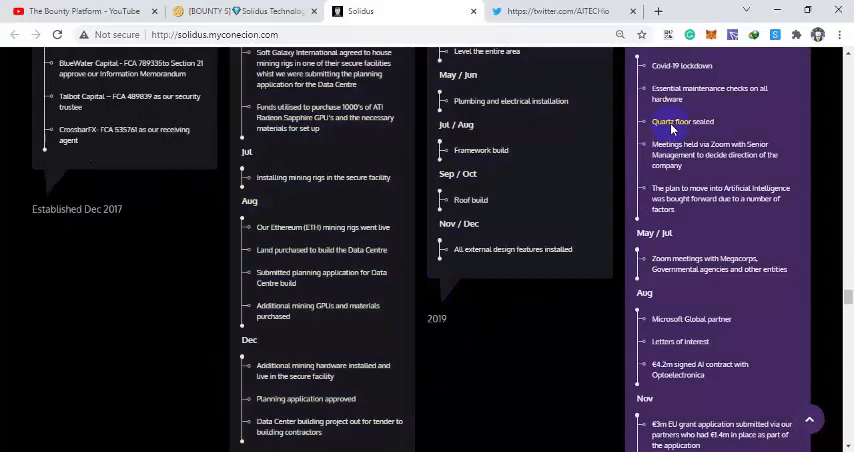 The Bounty Platform - YouTube
[BOUNTY S]💎Solidus Technolog
Solidus
https://twitter.com/AITECHio
Not secure
http://solidus.myconecion.com
BlueWater Capital - FCA 789335to Section 21
approve our Information Memorandum
Talbot Capital – FCA 489839 as our security
trustee
CrossbarFX- FCA 535761 as our receiving
agent
Established Dec 2017
Soft Galaxy International agreed to house
mining rigs in one of their secure facilities
whist we were submitting the planning
application for the Data Centre
Funds utilised to purchase 1000's of ATI
Radeon Sapphire GPU's and the necessary
materials for set up
Jul
Installing mining rigs in the secure facility
Aug
Our Ethereum (ETH) mining rigs went live
Land purchased to build the Data Centre
Submitted planning application for Data
Centre build
Additional mining GPUs and materials
purchased
Dec
Additional mining hardware installed and
live in the secure facility
Planning application approved
Data Center building project out for tender to
building contractors
Level the entire area
May / Jun
Plumbing and electrical installation
Jul / Aug
Framework build
Sep / Oct
Roof build
Nov / Dec
All external design features installed
2019
Covid-19 lockdown
Essential maintenance checks on all
hardware
Quartz floor sealed
Meetings held via Zoom with Senior
Management to decide direction of the
company
The plan to move into Artificial Intelligence
was bought forward due to a number of
factors
May / Jul
Zoom meetings with Megacorps,
Governmental agencies and other entities
Aug
Microsoft Global partner
Letters of interest
€4.2m signed AI contract with
Optoelectronica
Nov
€3m EU grant application submitted via our
partners who had €1.4m in place as part of
the application